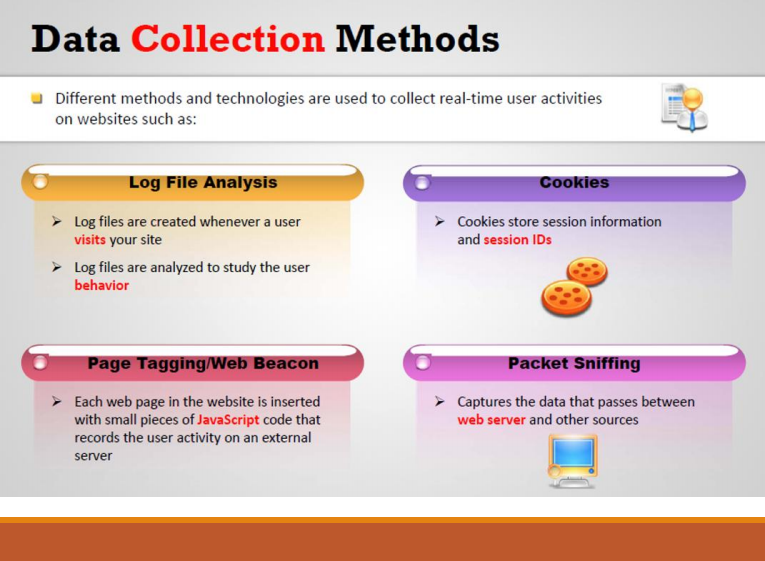 Data Collection Methods
Different methods and technologies are used to collect real-time user activities
on websites such as:
Log File Analysis
Log files are created whenever a user
visits your site
Log files are analyzed to study the user
behavior
Cookies
Cookies store session information
and session IDs
Page Tagging/Web Beacon
Each web page in the website is inserted
with small pieces of JavaScript code that
records the user activity on an external
server
Packet Sniffing
Captures the data that passes between
web server and other sources